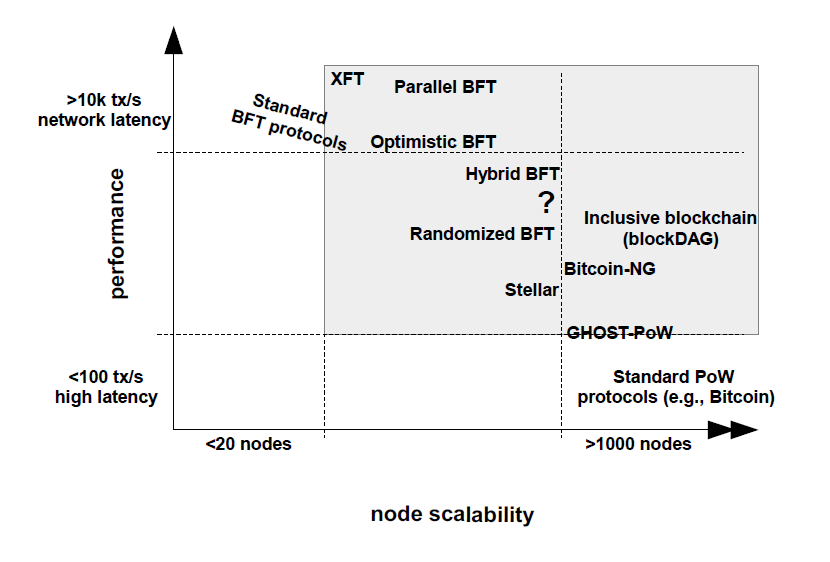 XFT
Parallel BFT
>10k tx/s
network latency
Standard
BFT protocols
Optimistic BFT
Hybrid BFT
?
performance
Inclusive blockchain
(blockDAG)
Randomized BFT
Bitcoin-NG
Stellar
GHOST-PoW
<100 tx/s
high latency
Standard PoW
protocols (e.g., Bitcoin)
<20 nodes
>1000 nodes
node scalability